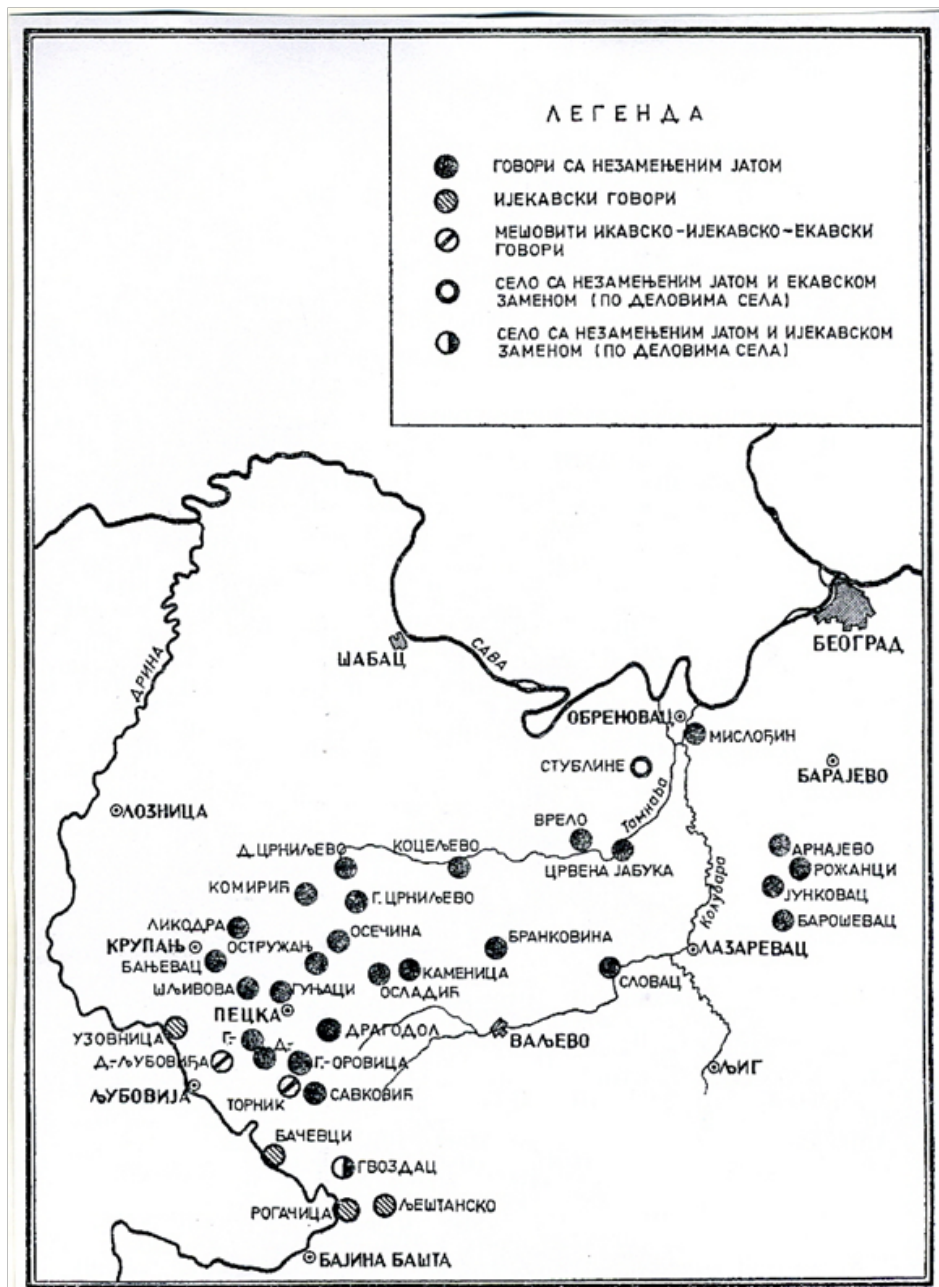 ЛЕГЕНДА
ГОВОРИ СА НЕЗАМЕЊЕНИМ ЈАТОМ
ИЈЕКАВСКИ ГОВОРИ
МЕШОВИТИ ИКАВСКО-ИЈЕКАВСКО-ЕКАВСКИ
ГОВОРИ
СЕЛО СА НЕЗАМЕЊЕНИМ ЈАТОМ И ЕКАВСКОМ
ЗАМЕНОМ (ПО ДЕЛОВИМА СЕЛА)
СЕЛО СА НЕЗАМЕЊЕНИМ ЈАТОМ И ИЈЕКАВСКОМ
ЗАМЕНОМ (ПО ДЕЛОВИМА СЕЛА)
БЕОГРАД
ШАБАЦ
САВА
ДРИНА
ОБРЕНОВАЦ
МИСЛОЂИН
СТУБЛИНЕ
БАРАЈЕВО
Тамнава
ЛОЗНИЦА
ВРЕЛО
Д. ЦРНИЉЕВО
КОЦЕЉЕВО
ЦРВЕНА ЈАБУКА
АРНАЈЕВО
РОЖАНЦИ
Колубара
КОМИРИЋ
Г. ЦРНИЉЕВО
ЈУНКОВАЦ
БАРОШЕВАЦ
ЛИКОДРА
ОСЕЧИНА
БРАНКОВИНА
КРУПАЊ
ОСТРУЖАЊ
ЛАЗАРЕВАЦ
БАЊЕВАЦ
КАМЕНИЦА
СЛОВАЦ
ШЉИВОВА
ГУЊАЦИ
ОСЛАДИЋ
ПЕЦКА
УЗОВНИЦА
ДРАГОДОЛ
ВАЉЕВО
Г.-
Д.-ЉУБОВИЂА
Д.-
Г.-ОРОВИЦА
ЉИГ
ЉУБОВИЈА
ТОРНИК
САВКОВИЋ
БАЧЕВЦИ
ГВОЗДАЦ
РОГАЧИЦА
ЉЕШТАНСКО
БАЈИНА БАШТА